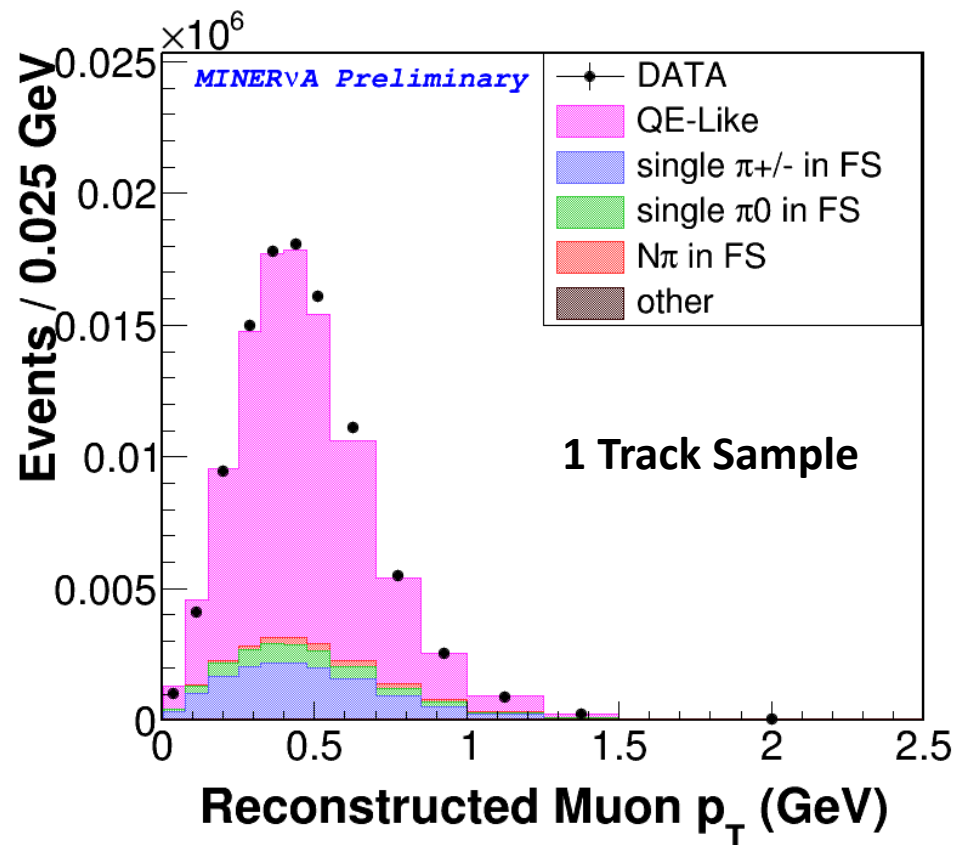 ×10⁶
MINERνA Preliminary
DATA
QE-Like
single π+/- in FS
single π0 in FS
Nπ in FS
other
1 Track Sample
Events / 0.025 GeV
0.025
0.02
0.015
0.01
0.005
0
0 0.5 1 1.5 2 2.5
Reconstructed Muon p_T (GeV)